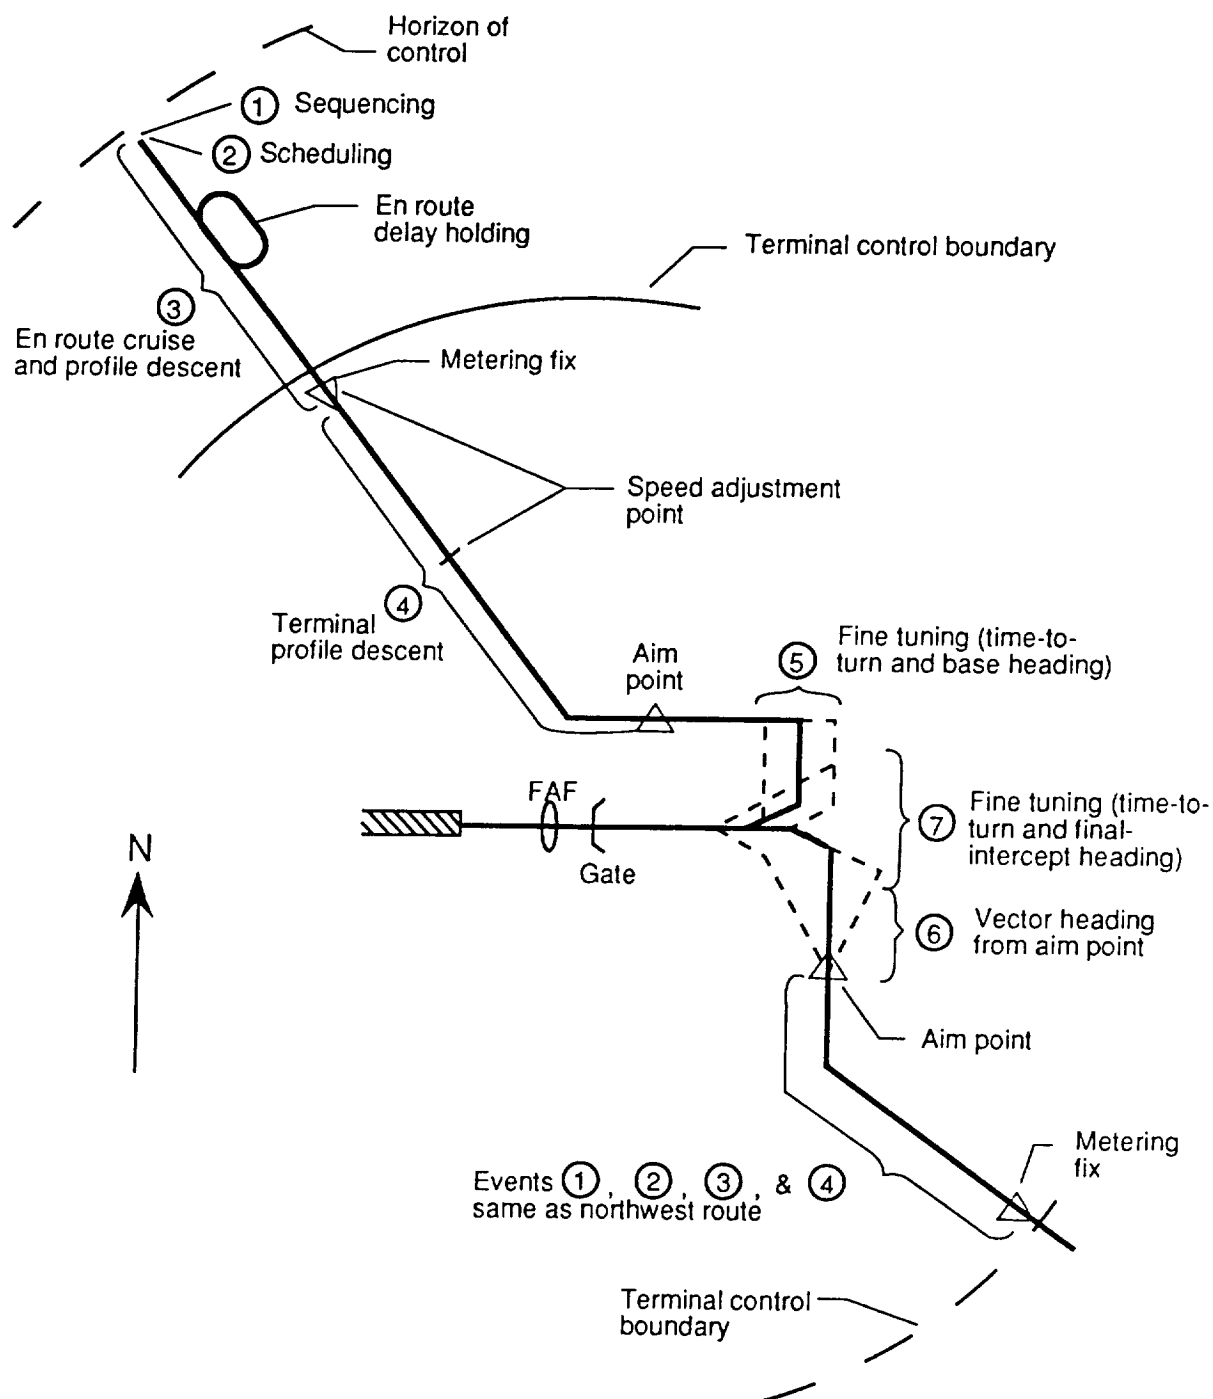 Horizon of
control
1 Sequencing
2 Scheduling
En route
delay holding
Terminal control boundary
3
En route cruise
and profile descent
Metering fix
Speed adjustment
point
4
Terminal
profile descent
Aim
point
5
Fine tuning (time-to-
turn and base heading)
FAF
Gate
7
Fine tuning (time-to-
turn and final-
intercept heading)
N
6
Vector heading
from aim point
Aim point
Metering
fix
Events 1, 2, 3, & 4
same as northwest route
Terminal control
boundary